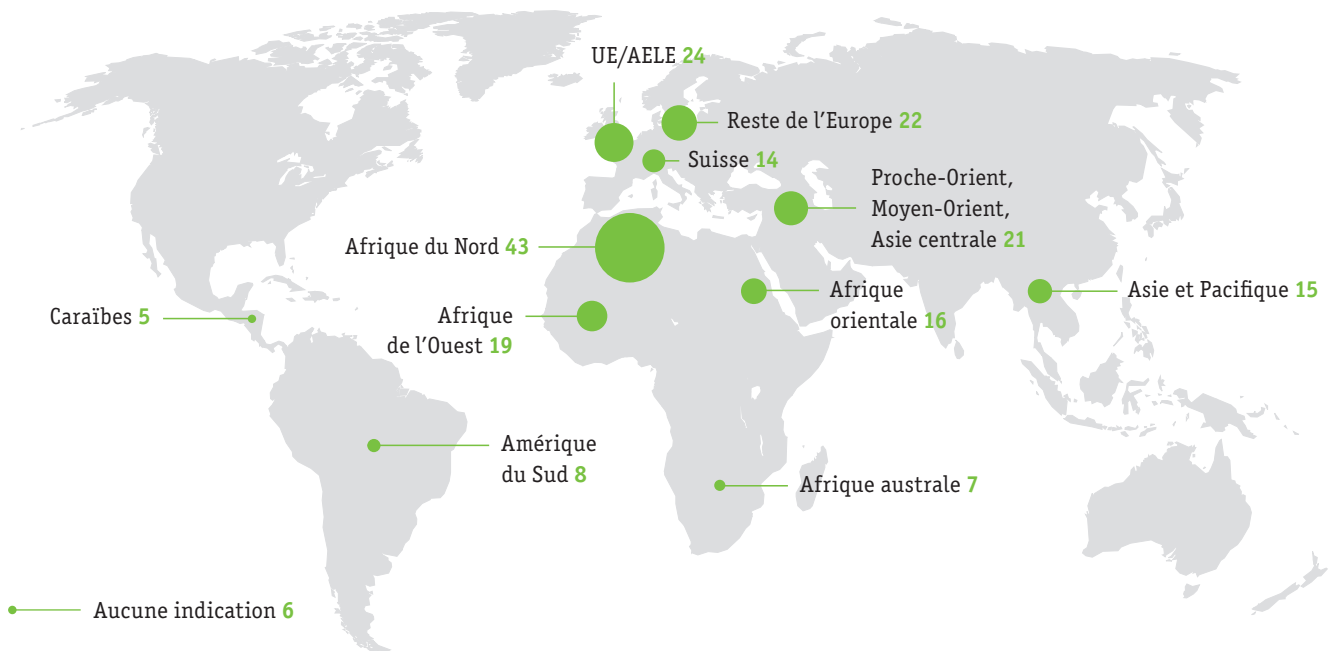 UE/AELE 24
Reste de l’Europe 22
Suisse 14
Proche-Orient,
Moyen-Orient,
Asie centrale 21
Afrique du Nord 43
Afrique
orientale 16
Asie et Pacifique 15
Caraïbes 5
Afrique
de l’Ouest 19
Amérique
du Sud 8
Afrique australe 7
Aucune indication 6